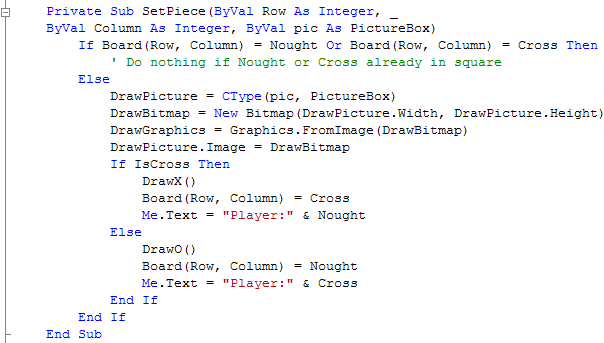 Private Sub SetPiece(ByVal Row As Integer, _
ByVal Column As Integer, ByVal pic As PictureBox)
If Board(Row, Column) = Nought Or Board(Row, Column) = Cross Then
' Do nothing if Nought or Cross already in square
Else
DrawPicture = CType(pic, PictureBox)
DrawBitmap = New Bitmap(DrawPicture.Width, DrawPicture.Height)
DrawGraphics = Graphics.FromImage(DrawBitmap)
DrawPicture.Image = DrawBitmap
If IsCross Then
DrawX()
Board(Row, Column) = Cross
Me.Text = "Player:" & Nought
Else
DrawO()
Board(Row, Column) = Nought
Me.Text = "Player:" & Cross
End If
End If
End Sub